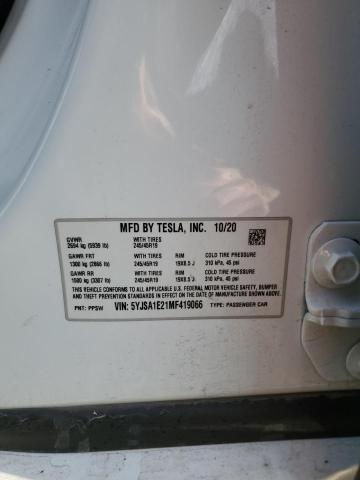 MFD BY TESLA, INC. 10/20
GVWR WITH TIRES
2694 kg (5939 lb) 245/45R19
GAWR FRT WITH TIRES RIM COLD TIRE PRESSURE
1300 kg (2866 lb) 245/45R19 19X8.5 J 310 kPa, 45 psi
GAWR RR WITH TIRES RIM COLD TIRE PRESSURE
1500 kg (3307 lb) 245/45R19 19X8.5 J 310 kPa, 45 psi
THIS VEHICLE CONFORMS TO ALL APPLICABLE U.S. FEDERAL MOTOR VEHICLE
SAFETY, BUMPER, AND THEFT PREVENTION STANDARDS IN EFFECT ON THE
DATE OF MANUFACTURE SHOWN ABOVE.
PNT: PPSW VIN: 5YJSA1E21MF419066 TYPE: PASSENGER CAR